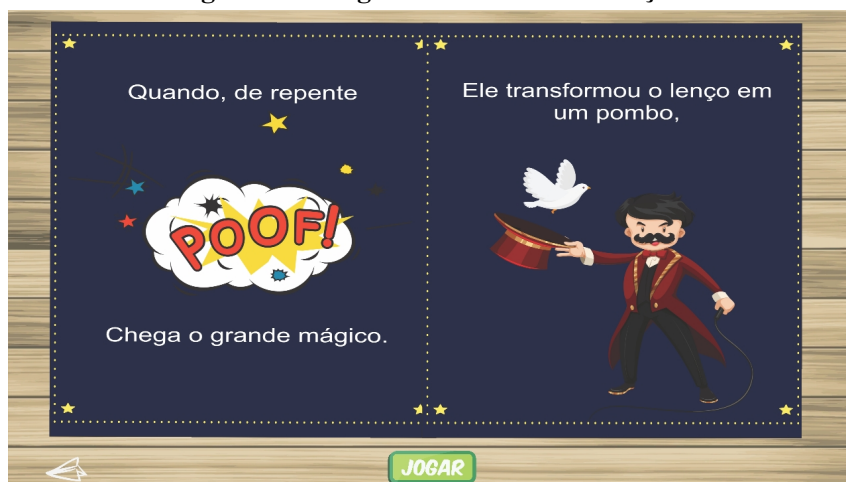 Quando, de repente
POOF!
Chega o grande mágico.
Ele transformou o lenço em
um pombo,
JOGAR